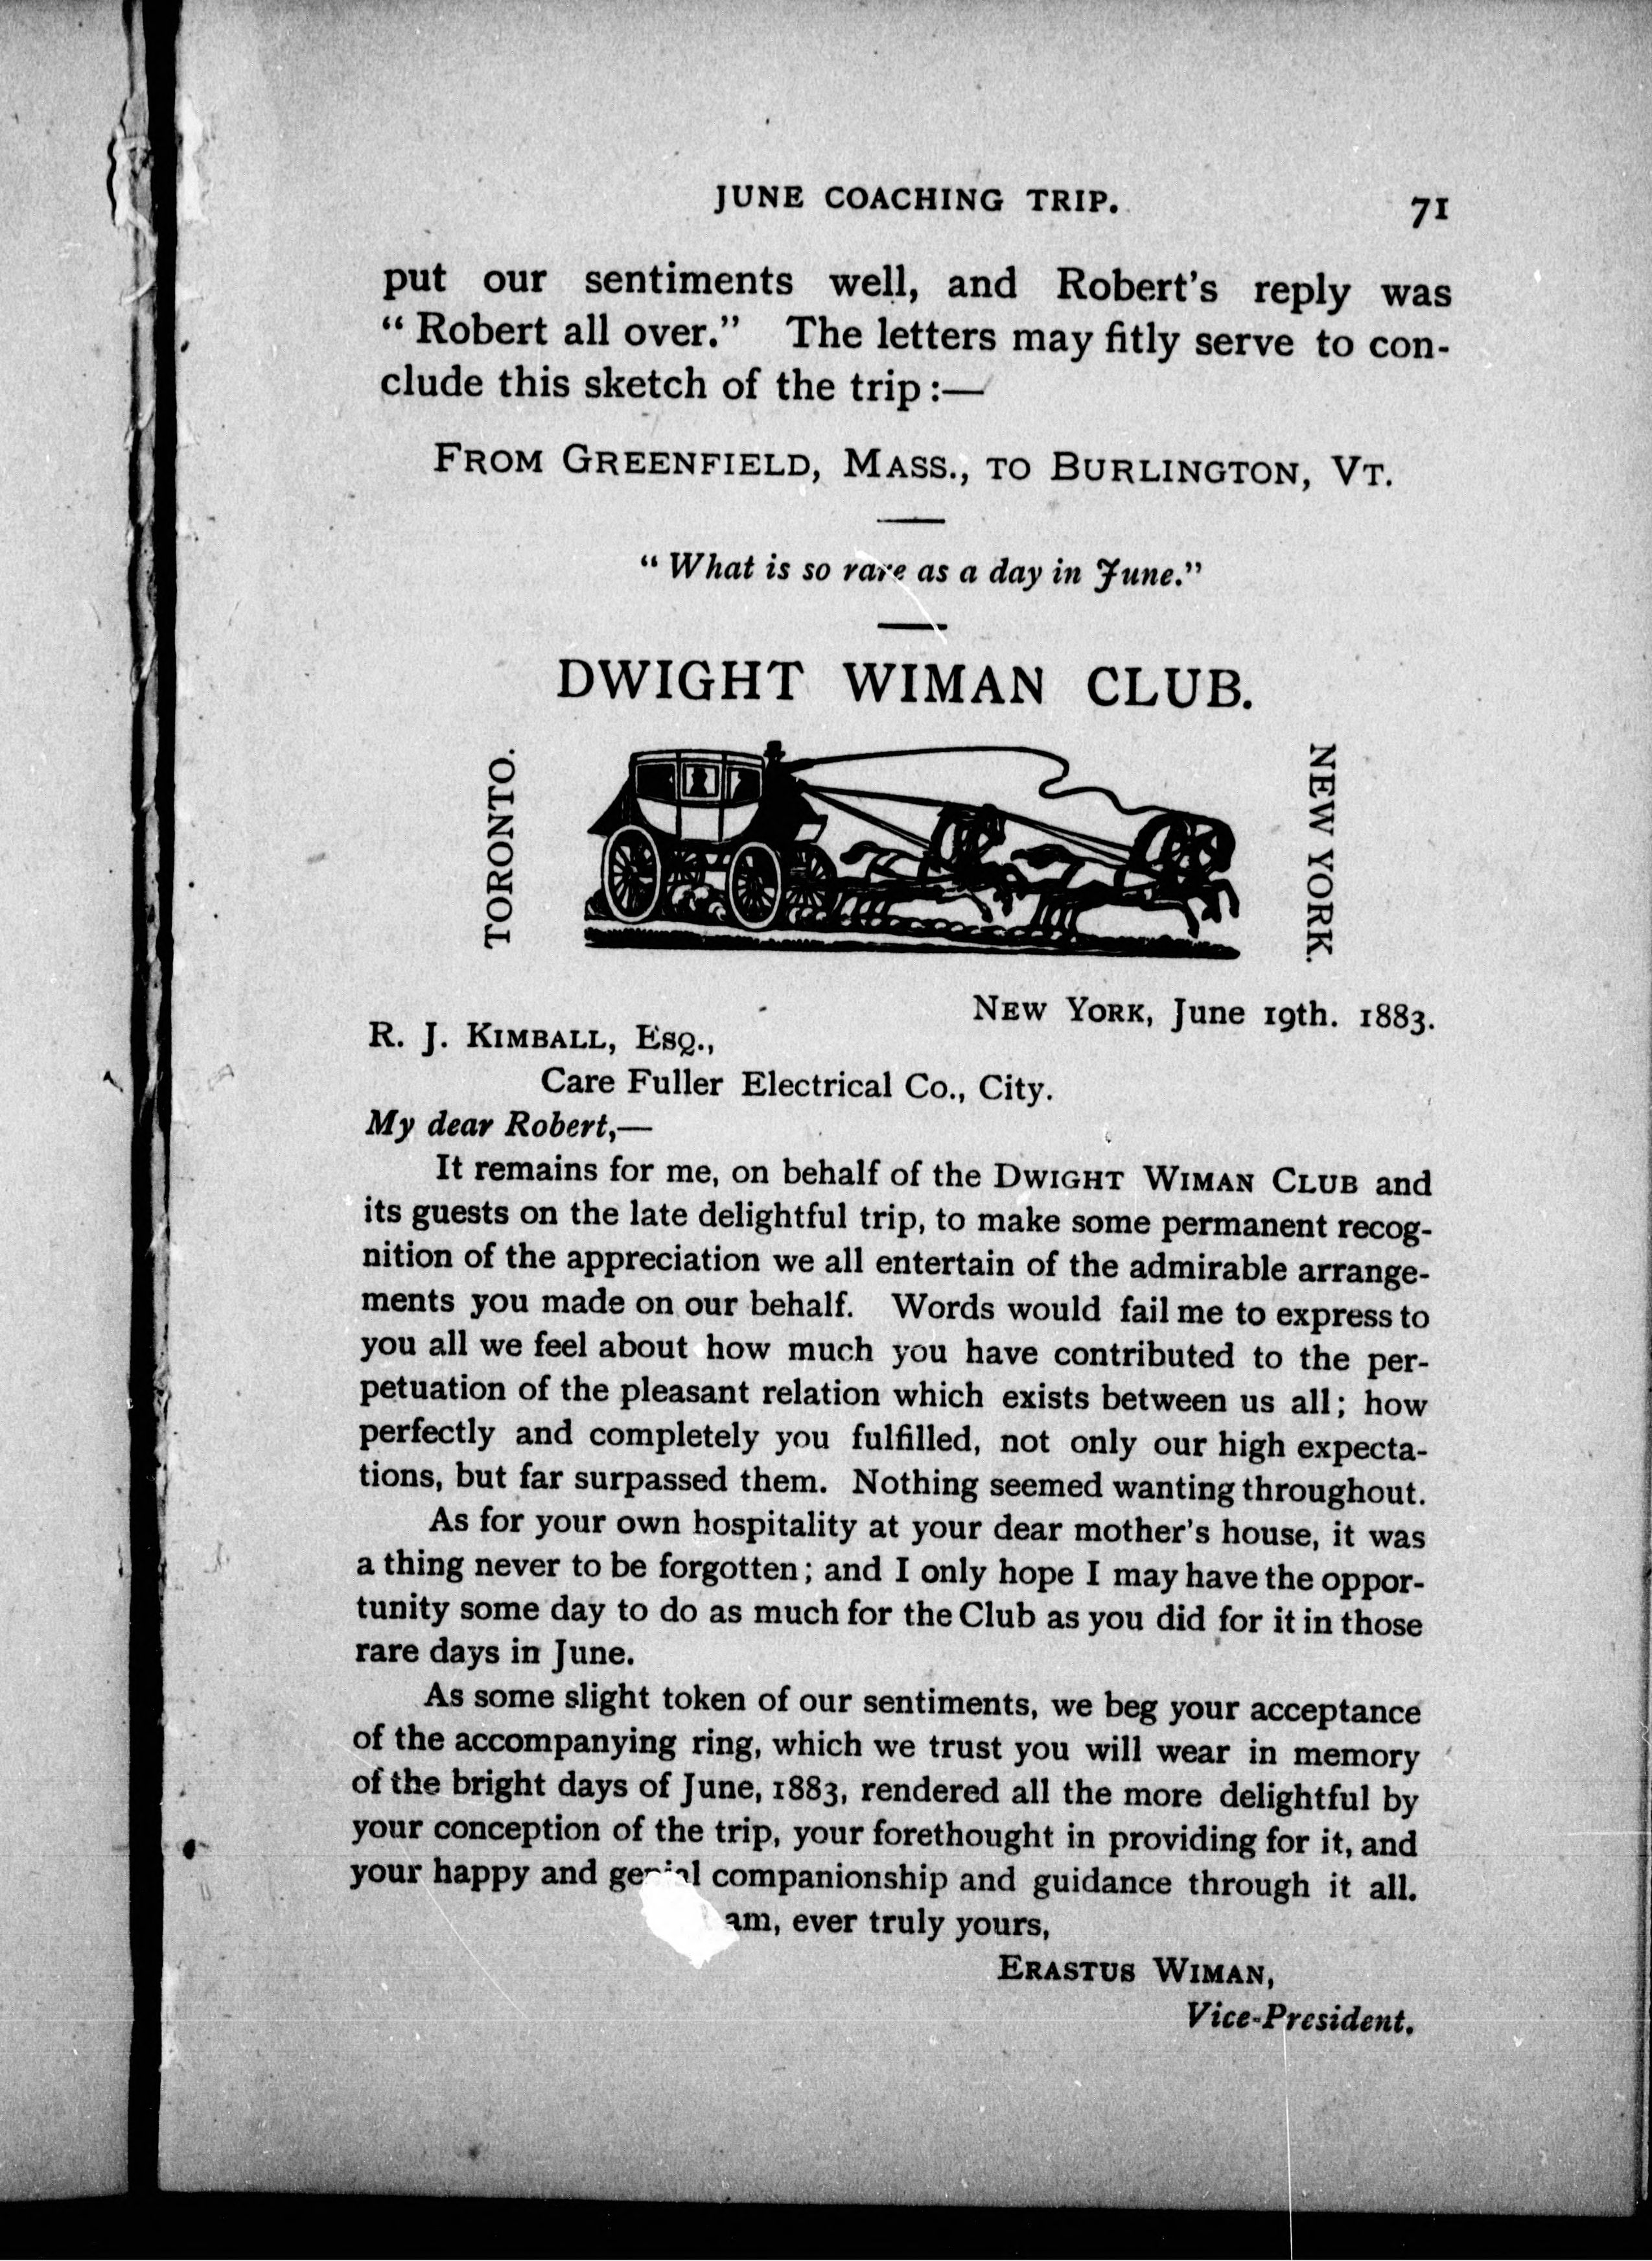 JUNE COACHING TRIP. 71
put our sentiments well, and Robert's reply was
“Robert all over.” The letters may fitly serve to con-
clude this sketch of the trip:—
FROM GREENFIELD, MASS., TO BURLINGTON, VT.
“What is so rare as a day in June.”
DWIGHT WIMAN CLUB.
TORONTO.
NEW YORK.
NEW YORK, June 19th. 1883.
R. J. KIMBALL, ESQ.,
Care Fuller Electrical Co., City.
My dear Robert,—
It remains for me, on behalf of the DWIGHT WIMAN CLUB and
its guests on the late delightful trip, to make some permanent recog-
nition of the appreciation we all entertain of the admirable arrange-
ments you made on our behalf. Words would fail me to express to
you all we feel about how much you have contributed to the per-
petuation of the pleasant relation which exists between us all; how
perfectly and completely you fulfilled, not only our high expecta-
tions, but far surpassed them. Nothing seemed wanting throughout.
As for your own hospitality at your dear mother's house, it was
a thing never to be forgotten; and I only hope I may have the oppor-
tunity some day to do as much for the Club as you did for it in those
rare days in June.
As some slight token of our sentiments, we beg your acceptance
of the accompanying ring, which we trust you will wear in memory
of the bright days of June, 1883, rendered all the more delightful by
your conception of the trip, your forethought in providing for it, and
your happy and genial companionship and guidance through it all.
am, ever truly yours,
ERASTUS WIMAN,
Vice-President.